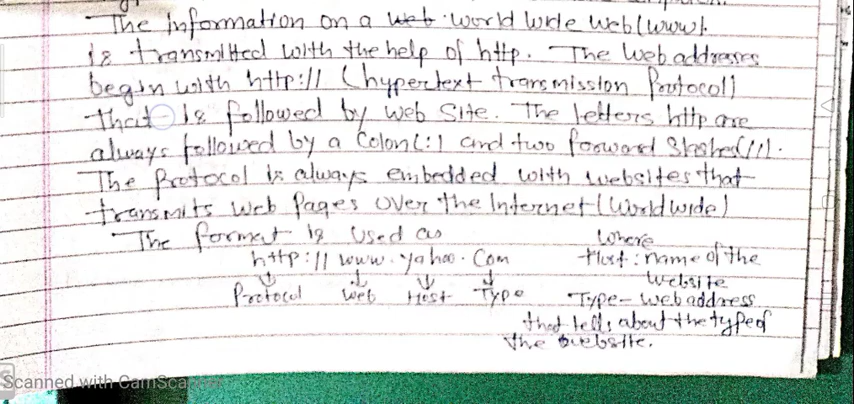 The Information on a web world wide web (www).
is transmitted with the help of http. The Web addresses
begin with http:// (hypertext transmission Protocol)
That is followed by web Site. The letters http are
always followed by a Colon (:) and two forward Slashes (//).
The Protocol is always embedded with websites that
transmits web Pages over the Internet (World wide)
The format is used as
http://www.yahoo.Com
Protocol web Host Type
where
Host: name of the
website
Type- web address
that tells about the type of
the website.
Scanned with CamSca